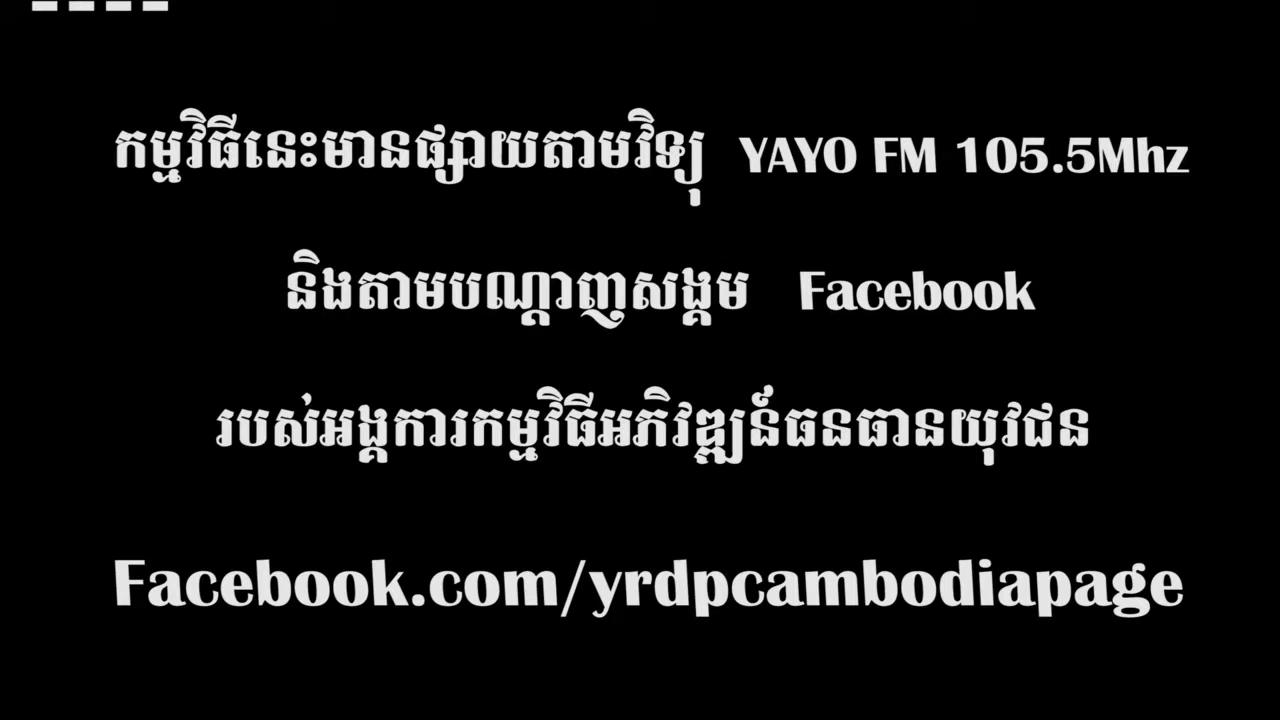 កម្មវិធីនេះមានផ្សាយតាមវិទ្យុ YAYO FM 105.5Mhz
និងតាមបណ្តាញសង្គម Facebook
របស់អង្គការកម្មវិធីអភិវឌ្ឍន៍ធនធានយុវជន
Facebook.com/yrdpcambodiapage